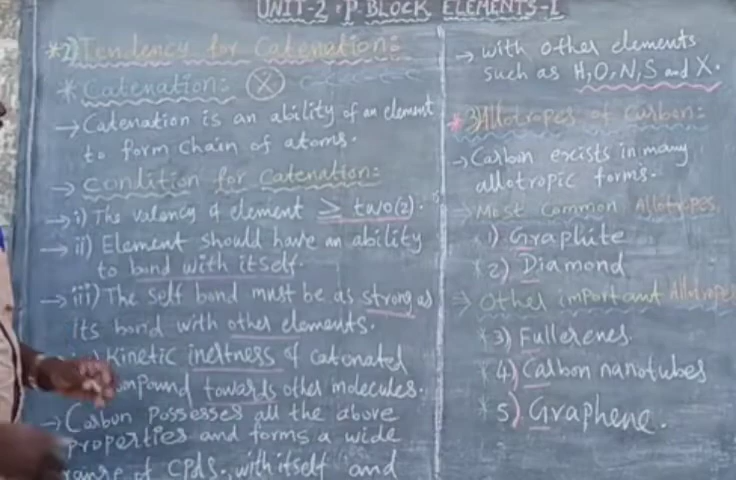 UNIT-2 · P-BLOCK ELEMENTS-I
*2) Tendency for Catenation:
* Catenation: X
→ Catenation is an ability of an element
to form chain of atoms.
→ Condition for Catenation:
→ i) The valency of element ≥ two(2).
→ ii) Element should have an ability
to bond with itself.
→ iii) The self bond must be as strong as
its bond with other elements.
Kinetic inertness of catenated
ompound towards other molecules.
→ Carbon possesses all the above
properties and forms a wide
range of CPdS., with itself and
→ with other elements
such as H,O,N,S and X.
* 3) Allotropes of Carbon:
→ Carbon exists in many
allotropic forms.
→ Most common Allotropes
* 1) Graphite
* 2) Diamond
→ Other important Allotropes
* 3) Fullerenes.
* 4) Carbon nanotubes
* 5) Graphene.